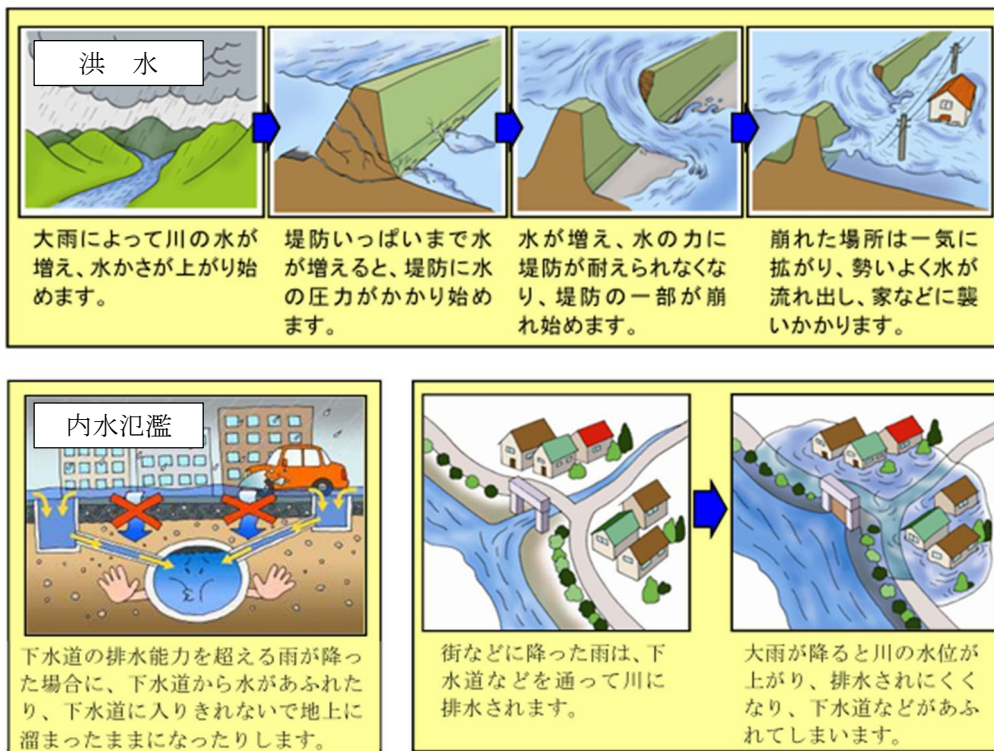 洪　水
大雨によって川の水が
増え、水かさが上がり始
めます。
堤防いっぱいまで水
が増えると、堤防に水
の圧力がかかり始め
ます。
水が増え、水の力に
堤防が耐えられなくな
り、堤防の一部が崩
れ始めます。
崩れた場所は一気に
拡がり、勢いよく水が
流れ出し、家などに襲
いかかります。
内水氾濫
下水道の排水能力を超える雨が降っ
た場合に、下水道から水があふれた
り、下水道に入りきれないで地上に
溜まったままになったりします。
街などに降った雨は、下
水道などを通って川に
排水されます。
大雨が降ると川の水位が
上がり、排水されにくく
なり、下水道などがあふ
れてしまいます。